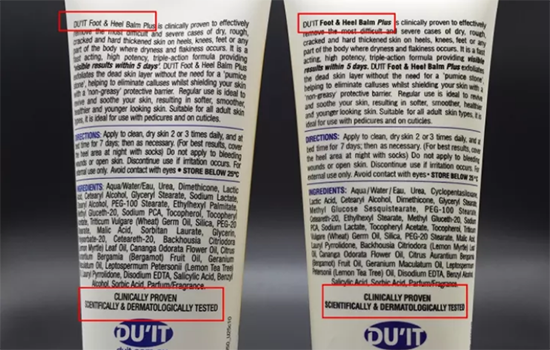 DU'IT Foot & Heel Balm Plus is clinically proven to effectively
remove the most difficult and severe cases of dry, rough,
cracked and hard thickened skin on heels, knees, feet or any
part of the body where dryness or flakiness occurs. It is a
fast acting, high potency, triple-action formula providing
visible results within 5 days. DU'IT Foot & Heel Balm Plus
exfoliates the dead skin layer without the need for a 'pumice
stone', helping to eliminate calluses whilst shielding your skin
with a 'non-greasy' protective barrier. Regular use is ideal to
revive and soothe your skin, resulting in softer, smoother,
healthier and younger looking skin. Suitable for all adult skin
types. It is ideal for use with pedicures and on cuticles.
DIRECTIONS: Apply to clean, dry skin 2 or 3 times daily, and at
bed time for 7 days; then as necessary. (For best results, cover
the heel area at night with socks) Do not apply to bleeding
wounds or open skin. Discontinue use if irritation occurs. For
external use only. Avoid contact with eyes • STORE BELOW 25°C
INGREDIENTS: Aqua/Water/Eau, Urea, Dimethicone, Lactic
Acid, Cetearyl Alcohol, Glyceryl Stearate, Sodium Lactate,
Stearyl Alcohol, PEG-100 Stearate, Ethylhexyl Palmitate,
Methyl Gluceth-20, Sodium PCA, Tocopherol, Tocopheryl
Acetate, Triticum Vulgare (Wheat) Germ Oil, Silica, PEG-20
Malic Acid, Sorbitan Laurate, Glycerin,
Ceteareth-20, Backhousia Citriodora
(Lemon Myrtle) Leaf Oil, Cananga Odorata Flower Oil, Citrus
Aurantium Bergamia (Bergamot) Fruit Oil, Geranium
Maculatum Oil, Leptospermum Petersonii (Lemon Tea Tree)
Oil, Lauryl Pyrrolidone, Disodium EDTA, Salicylic Acid, Benzyl
Alcohol, Sorbic Acid, Parfum/Fragrance.
CLINICALLY PROVEN
SCIENTIFICALLY & DERMATOLOGICALLY TESTED
DU'IT
DU'IT Foot & Heel Balm Plus is clinically proven to effectively
remove the most difficult and severe cases of dry, rough,
cracked and hard thickened skin on heels, knees, feet or any
part of the body where dryness and flakiness occurs. It is a
fast acting, high potency, triple-action formula providing visible
results within 5 days. DU'IT Foot & Heel Balm Plus exfoliates
the dead skin layer without the need for a 'pumice stone',
helping to eliminate calluses whilst shielding your skin with
a 'non-greasy' protective barrier. Regular use is ideal to
revive and soothe your skin, resulting in softer, smoother,
healthier and younger looking skin. Suitable for all adult skin types. It is
ideal for use with pedicures and on cuticles.
DIRECTIONS: Apply to clean, dry skin 2 or 3 times daily, and at
bed time for 7 days; then as necessary. (For best results, cover
the heel area at night with socks) Do not apply to bleeding
wounds or open skin. Discontinue use if irritation occurs. For
external use only. Avoid contact with eyes • STORE BELOW 25°C
INGREDIENTS: Aqua/Water/Eau, Urea, Cyclopentasiloxane,
Lactic Acid, Cetearyl Alcohol, Dimethicone, Glyceryl Stearate,
Methyl Glucose Sesquistearate, PEG-100 Stearate,
Ceteareth-20, Ethylhexyl Stearate, Methyl Gluceth-20,
Sodium Lactate, Tocopheryl Acetate, Tocopherol, Triticum
Vulgare (Wheat) Germ Oil, Silica, PEG-20 Malic Acid,
Lauryl Pyrrolidone, Backhousia Citriodora (Lemon Myrtle)
Leaf Oil, Cananga Odorata Flower Oil, Citrus Aurantium Bergamia
(Bergamot) Fruit Oil, Geranium Maculatum Oil, Leptospermum
Petersonii (Lemon Tea Tree) Oil, Disodium EDTA, Benzyl Alcohol,
Salicylic Acid, Sorbic Acid, Parfum/Fragrance.
CLINICALLY PROVEN
SCIENTIFICALLY & DERMATOLOGICALLY TESTED
DU'IT